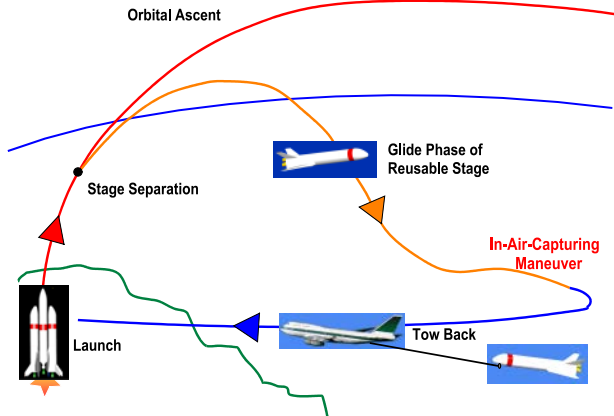 Orbital Ascent
Glide Phase of
Reusable Stage
Stage Separation
In-Air-Capturing
Maneuver
Launch
Tow Back